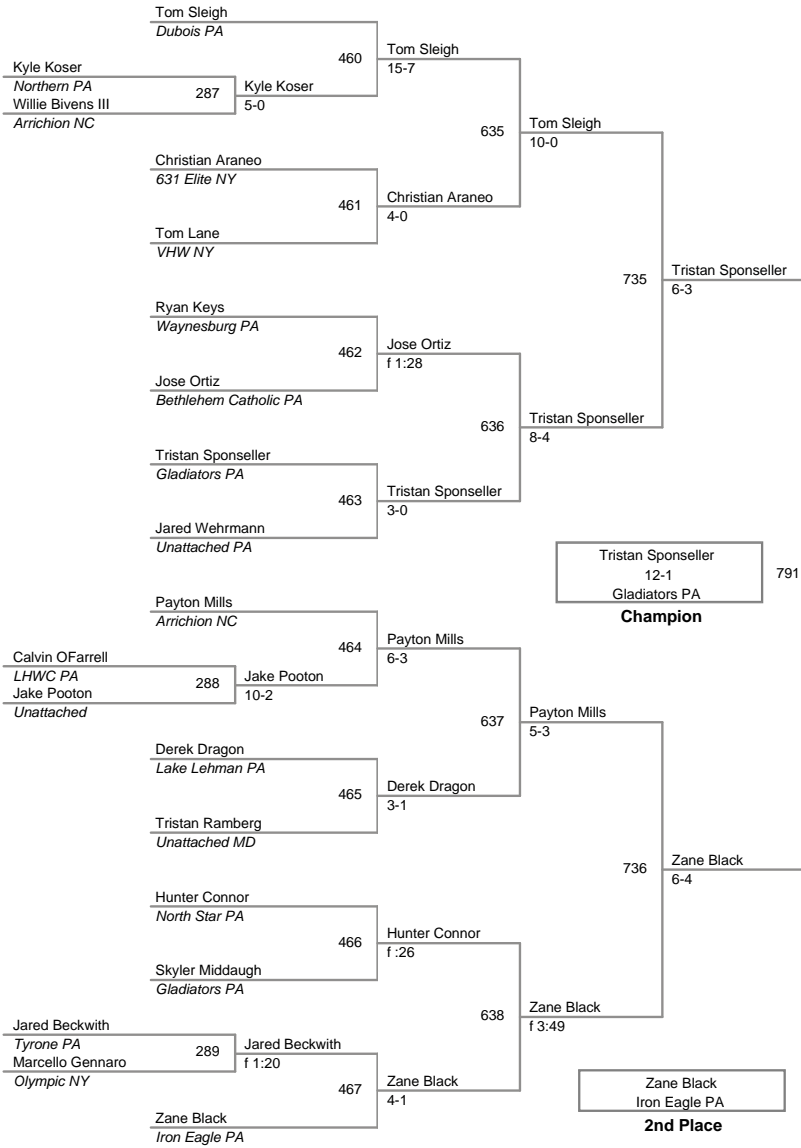 Tom Sleigh
Dubois PA
460
Tom Sleigh
15-7
Kyle Koser
Northern PA
287
Kyle Koser
5-0
Willie Bivens III
Arrichion NC
635
Tom Sleigh
10-0
Christian Araneo
631 Elite NY
461
Christian Araneo
4-0
Tom Lane
VHW NY
735
Tristan Sponseller
6-3
Ryan Keys
Waynesburg PA
462
Jose Ortiz
f 1:28
Jose Ortiz
Bethlehem Catholic PA
636
Tristan Sponseller
8-4
Tristan Sponseller
Gladiators PA
463
Tristan Sponseller
3-0
Jared Wehrmann
Unattached PA
Tristan Sponseller
12-1
Gladiators PA
791
Champion
Payton Mills
Arrichion NC
464
Payton Mills
6-3
Calvin OFarrell
LHWC PA
288
Jake Pooton
10-2
Jake Pooton
Unattached
637
Payton Mills
5-3
Derek Dragon
Lake Lehman PA
465
Derek Dragon
3-1
Tristan Ramberg
Unattached MD
736
Zane Black
6-4
Hunter Connor
North Star PA
466
Hunter Connor
f :26
Skyler Middaugh
Gladiators PA
638
Zane Black
f 3:49
Jared Beckwith
Tyrone PA
289
Jared Beckwith
f 1:20
Marcello Gennaro
Olympic NY
467
Zane Black
4-1
Zane Black
Iron Eagle PA
Zane Black
Iron Eagle PA
2nd Place